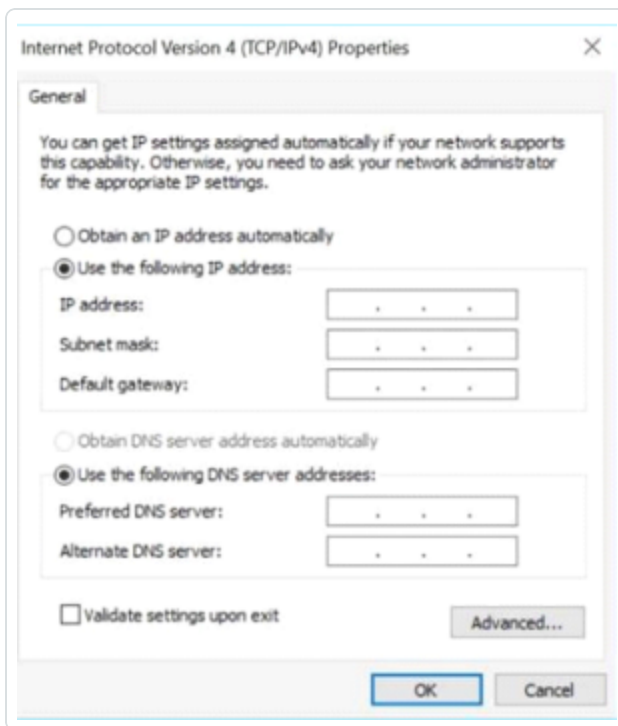 Internet Protocol Version 4 (TCP/IPv4) Properties
General
You can get IP settings assigned automatically if your network supports
this capability. Otherwise, you need to ask your network administrator
for the appropriate IP settings.
Obtain an IP address automatically
Use the following IP address:
IP address:
Subnet mask:
Default gateway:
Obtain DNS server address automatically
Use the following DNS server addresses:
Preferred DNS server:
Alternate DNS server:
Validate settings upon exit
Advanced...
OK Cancel